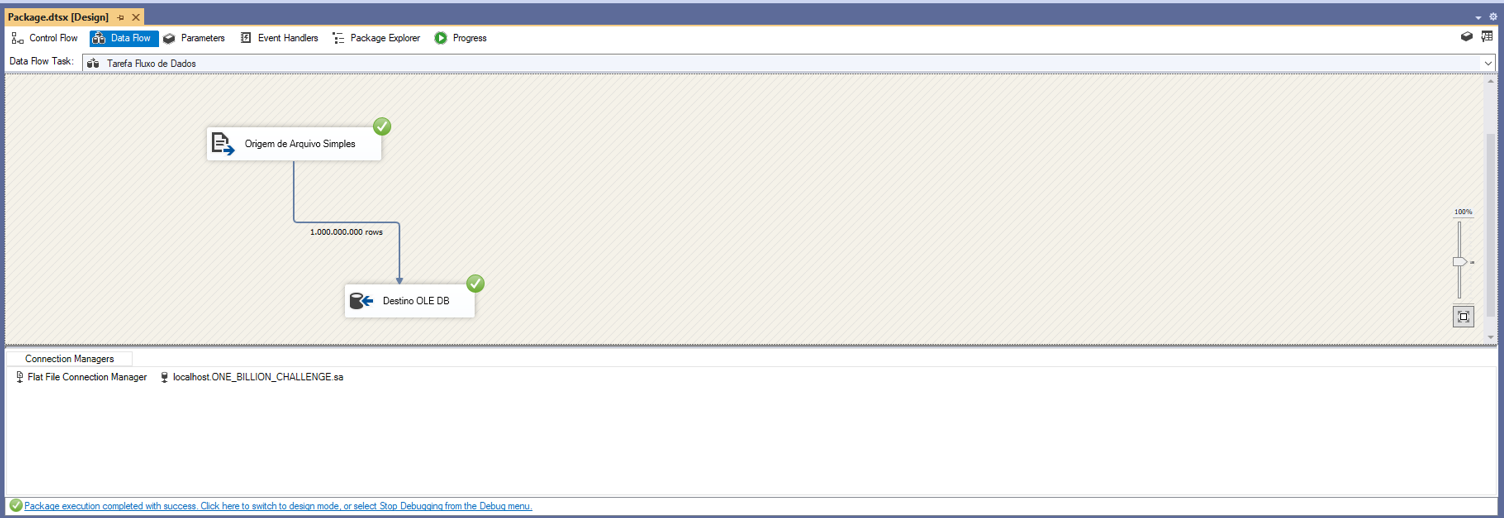 Package.dtsx [Design]
Control Flow Data Flow Parameters Event Handlers Package Explorer Progress
Data Flow Task: Tarefa Fluxo de Dados
Origem de Arquivo Simples
1.000.000.000 rows
100%
Destino OLE DB
Connection Managers
Flat File Connection Manager localhost.ONE_BILLION_CHALLENGE.sa
Package execution completed with success. Click here to switch to design mode, or select Stop Debugging from the Debug menu.